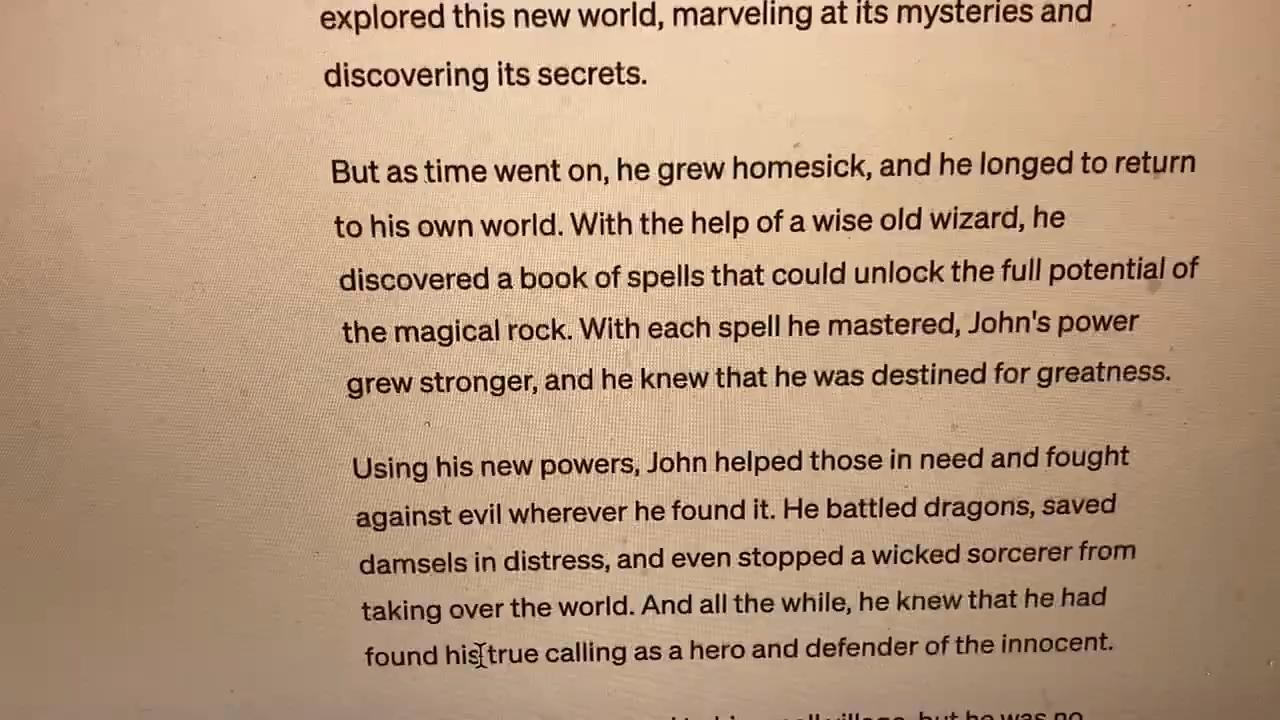 explored this new world, marveling at its mysteries and
discovering its secrets.
But as time went on, he grew homesick, and he longed to return
to his own world. With the help of a wise old wizard, he
discovered a book of spells that could unlock the full potential of
the magical rock. With each spell he mastered, John's power
grew stronger, and he knew that he was destined for greatness.
Using his new powers, John helped those in need and fought
against evil wherever he found it. He battled dragons, saved
damsels in distress, and even stopped a wicked sorcerer from
taking over the world. And all the while, he knew that he had
found his true calling as a hero and defender of the innocent.
village, but he was no